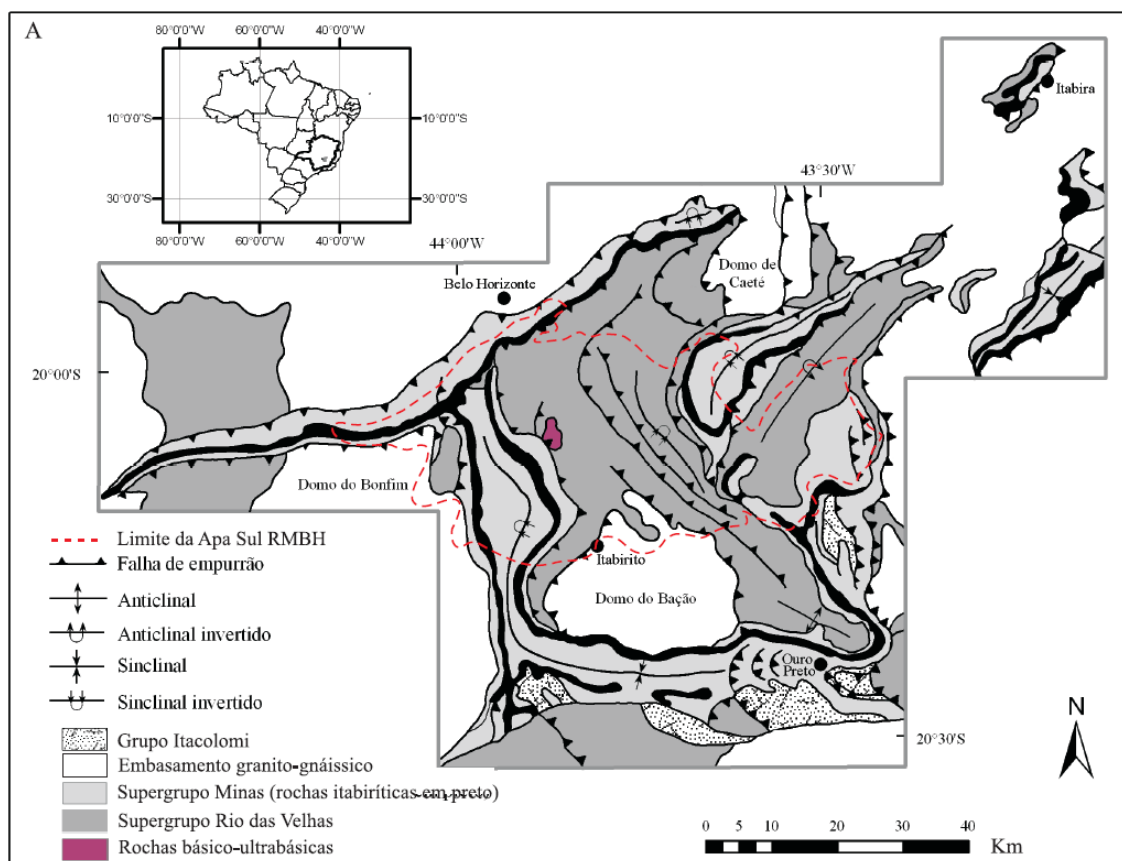 A
80°0'0"W 60°0'0"W 40°0'0"W
10°0'0"S 10°0'0"S
30°0'0"S 30°0'0"S
80°0'0"W 60°0'0"W 40°0'0"W
Itabira
43°30'W
44°00'W
Domo de
Caeté
Belo Horizonte
20°00'S
Domo do Bonfim
Limite da Apa Sul RMBH
Falha de empurrão
Anticlinal
Anticlinal invertido
Sinclinal
Sinclinal invertido
Itabirito
Domo do Bação
Ouro
Preto
N
20°30'S
Grupo Itacolomi
Embasamento granito-gnáissico
Supergrupo Minas (rochas itabiríticas em preto)
Supergrupo Rio das Velhas
Rochas básico-ultrabásicas
0 5 10 20 30 40
Km